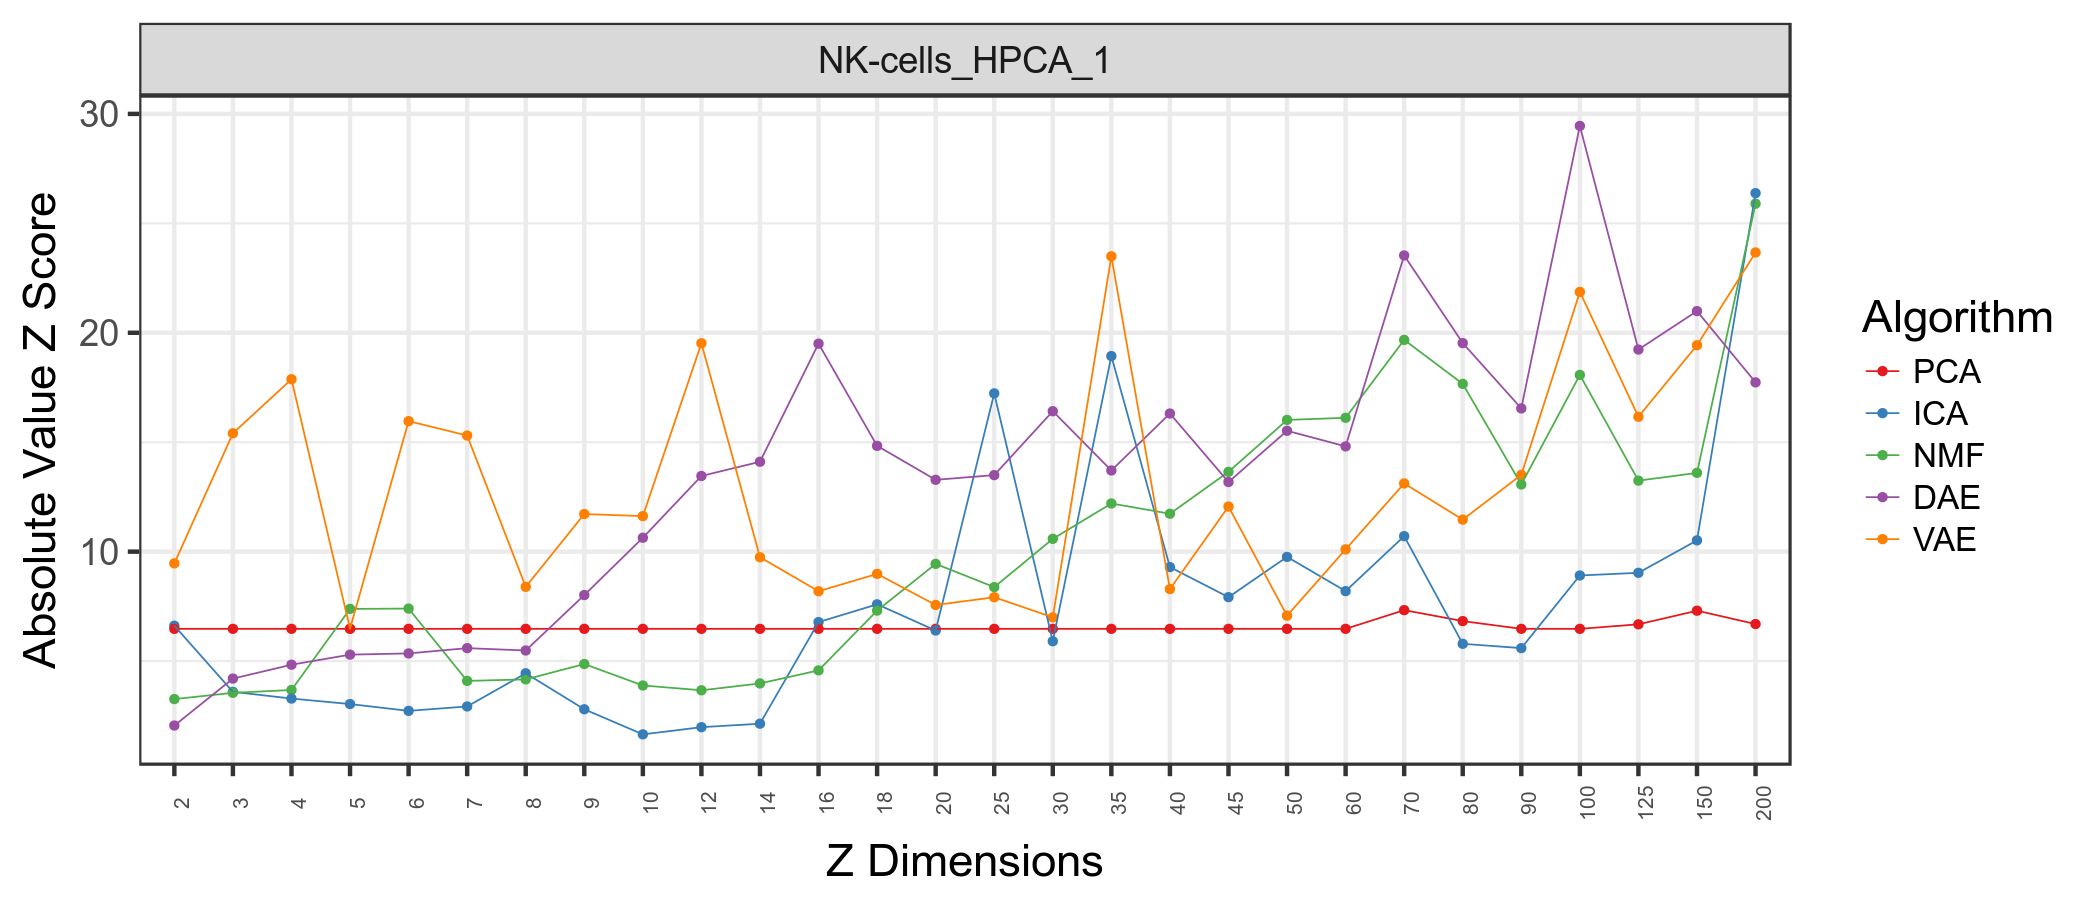 NK-cells_HPCA_1
Absolute Value Z Score
30
20
10
2 3 4 5 6 7 8 9 10 12 14 16 18 20 25 30 35 40 45 50 60 70 80 90 100 125 150 200
Z Dimensions
Algorithm
PCA
ICA
NMF
DAE
VAE